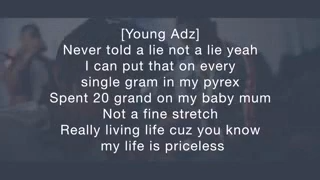 [Young Adz]
Never told a lie not a lie yeah
I can put that on every
single gram in my pyrex
Spent 20 grand on my baby mum
Not a fine stretch
Really living life cuz you know
my life is priceless